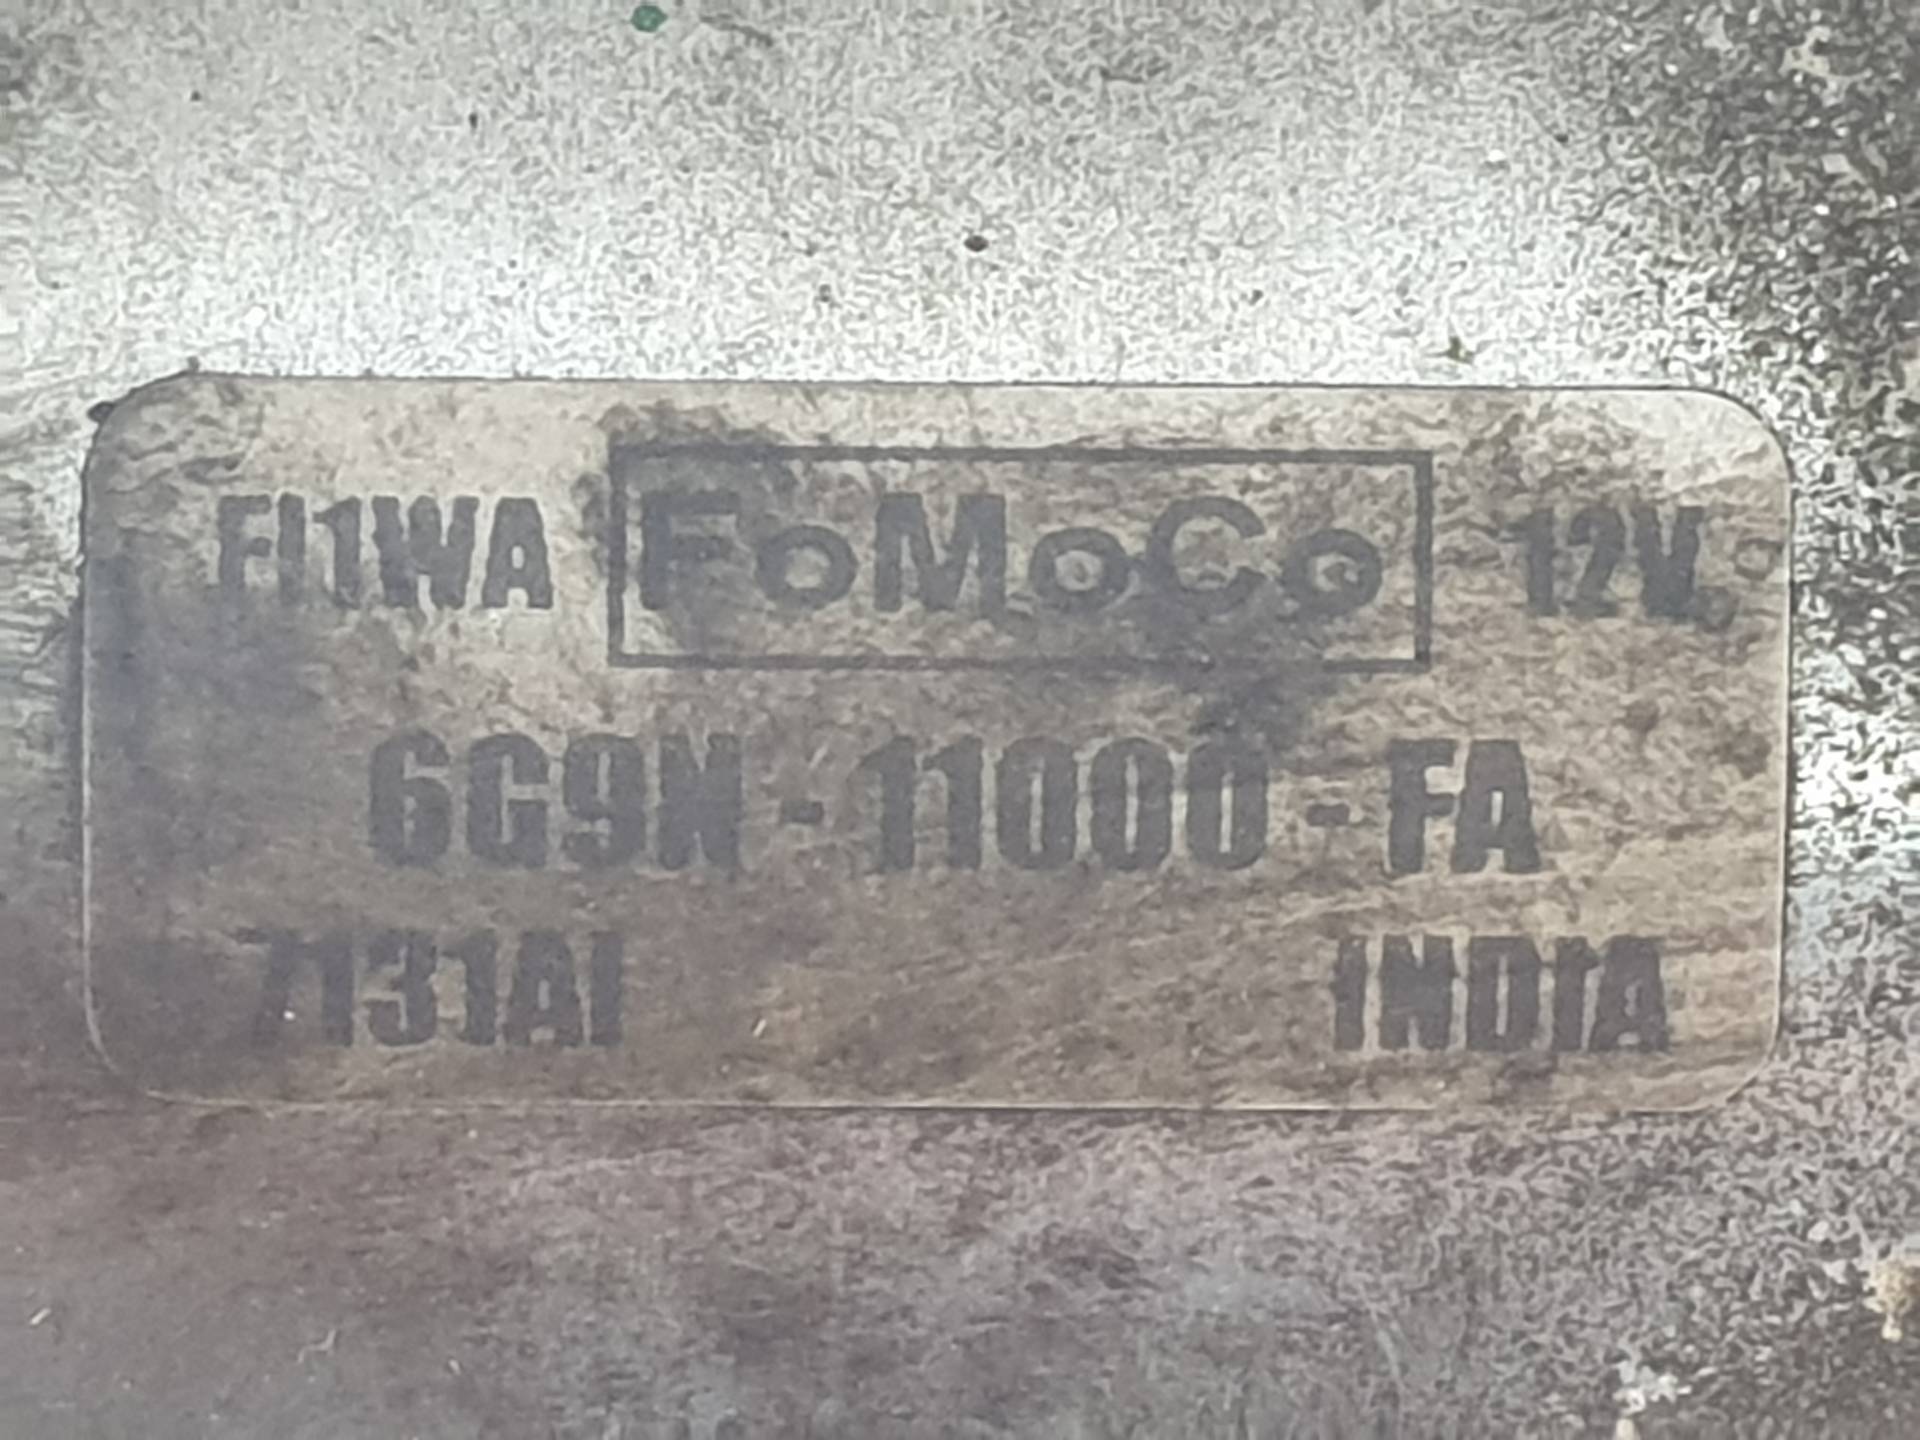 FI1WA FoMoCo 12V
6G9N - 11000 - FA
7131AI INDIA